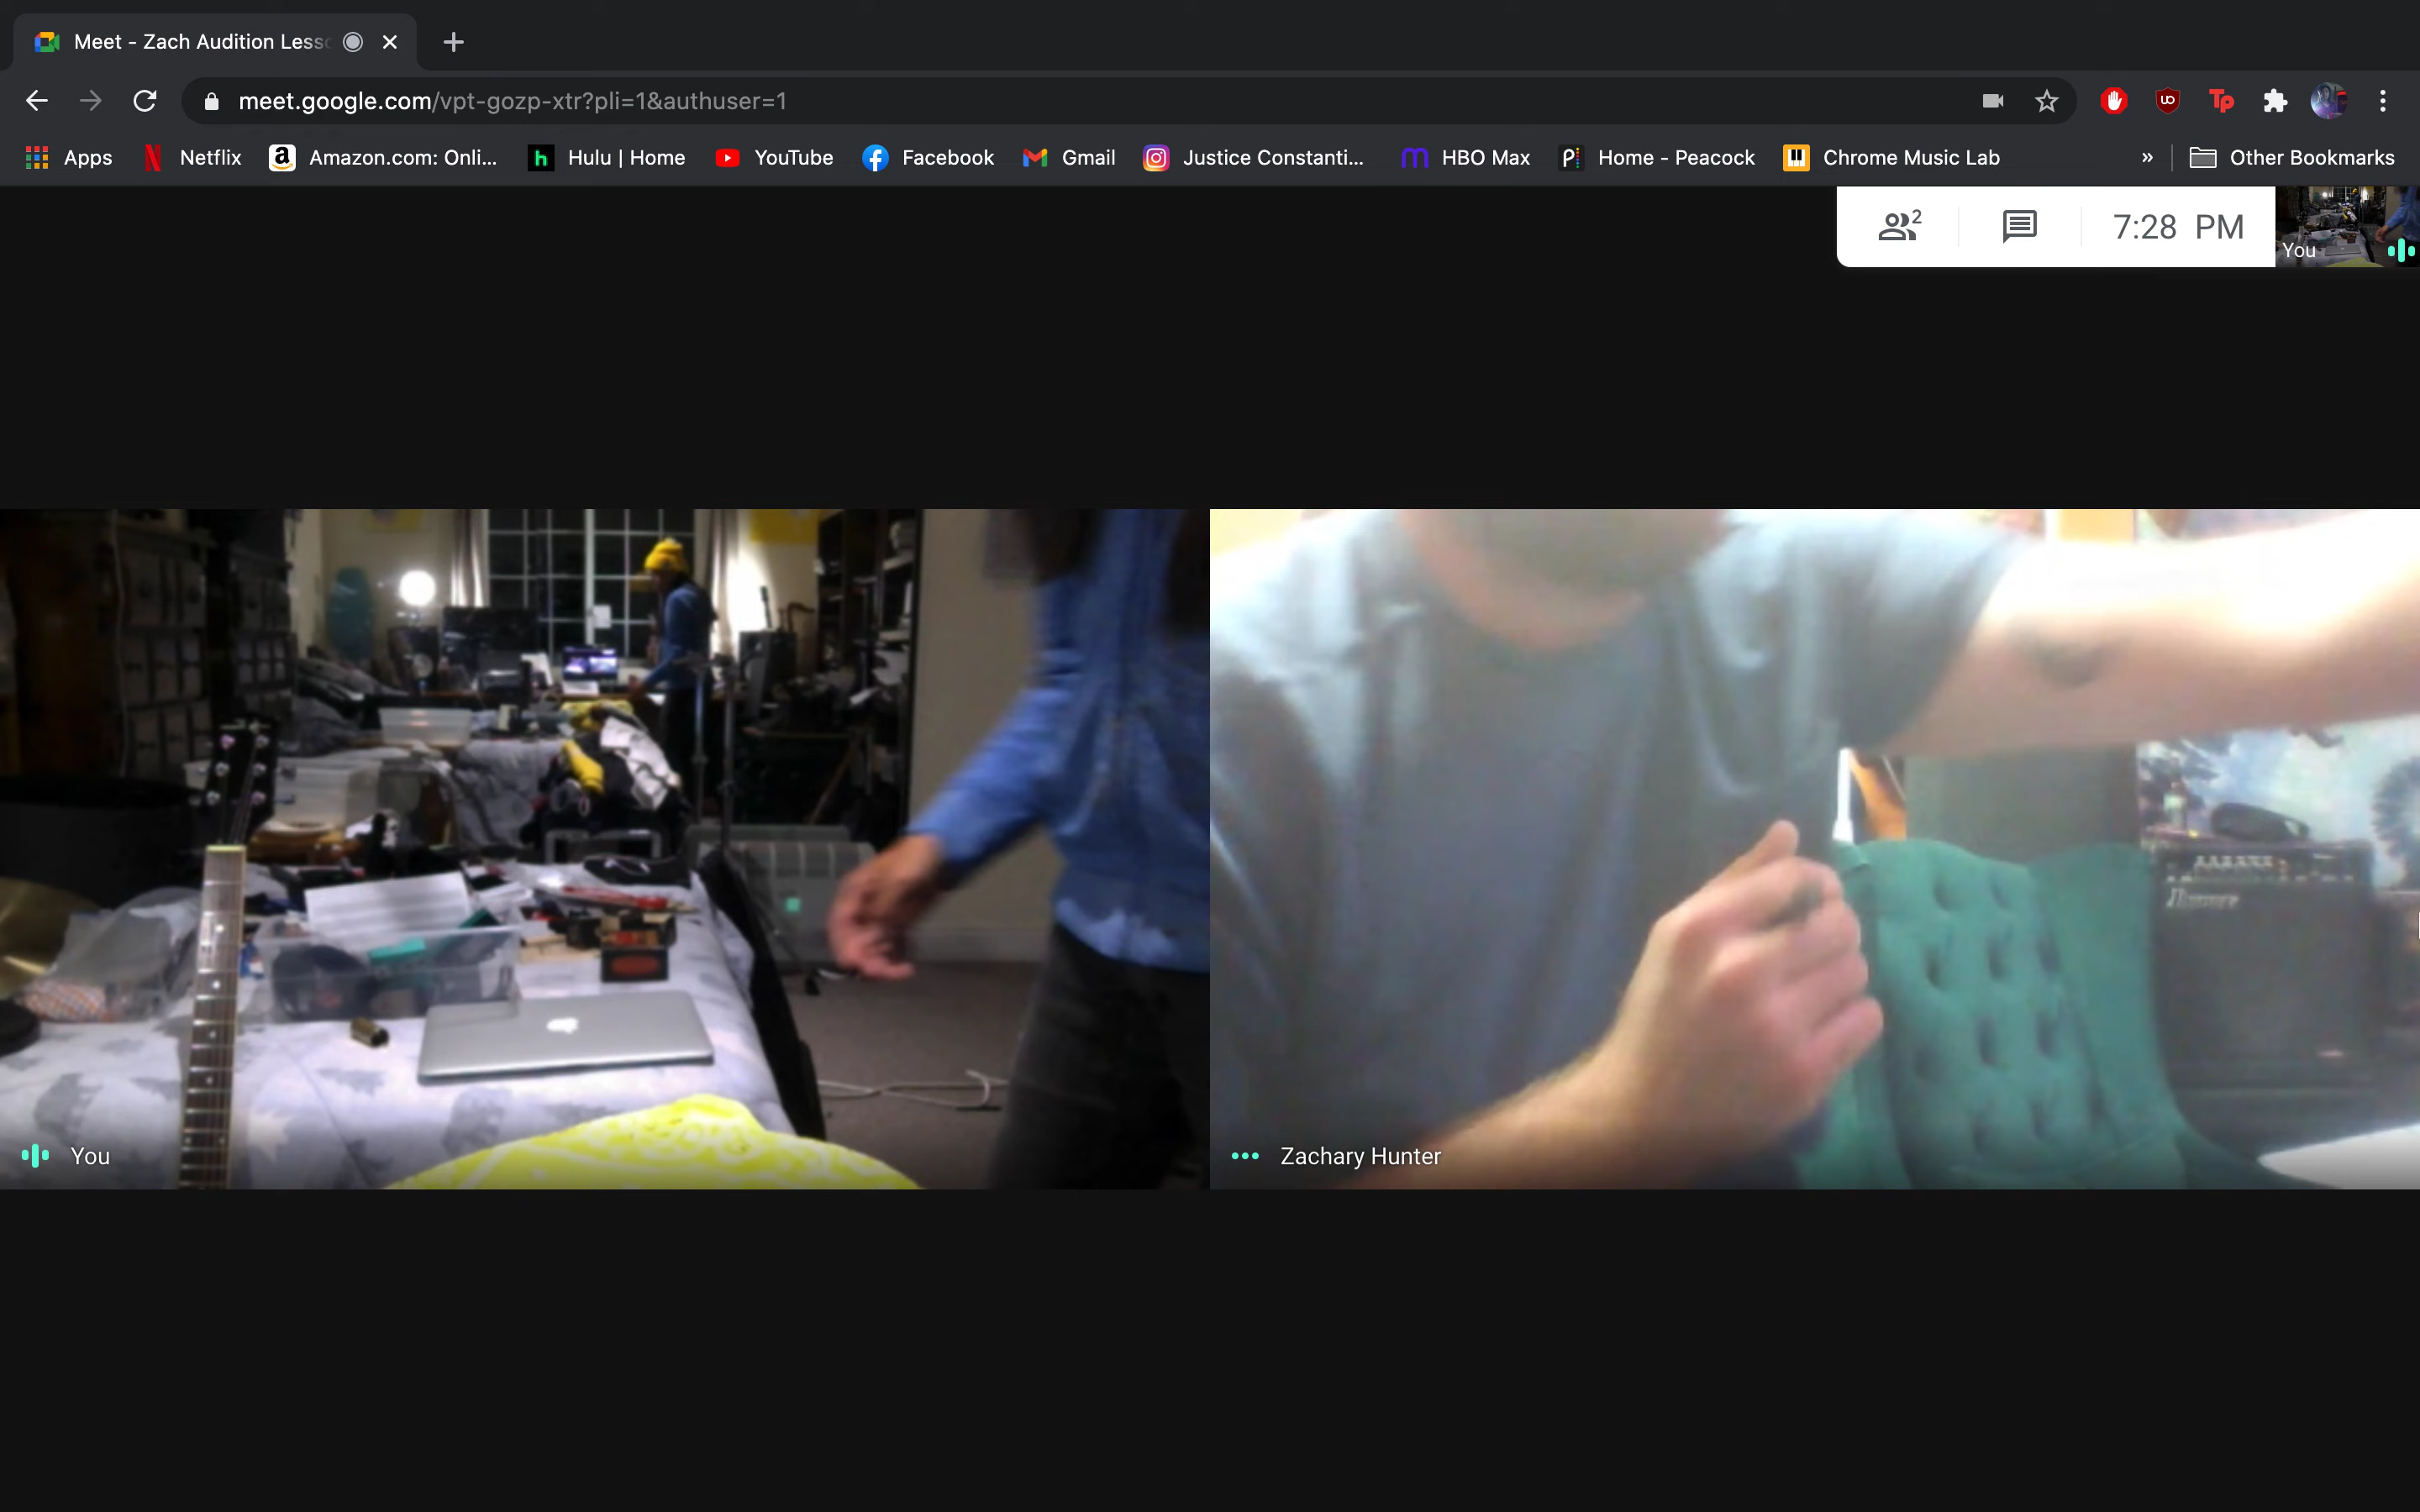 Meet - Zach Audition Less
meet.google.com/vpt-gozp-xtr?pli=1&authuser=1
Apps Netflix Amazon.com: Onli... Hulu | Home YouTube Facebook Gmail Justice Constanti... HBO Max Home - Peacock Chrome Music Lab » Other Bookmarks
2 7:28 PM You
Ibanez
You
Zachary Hunter